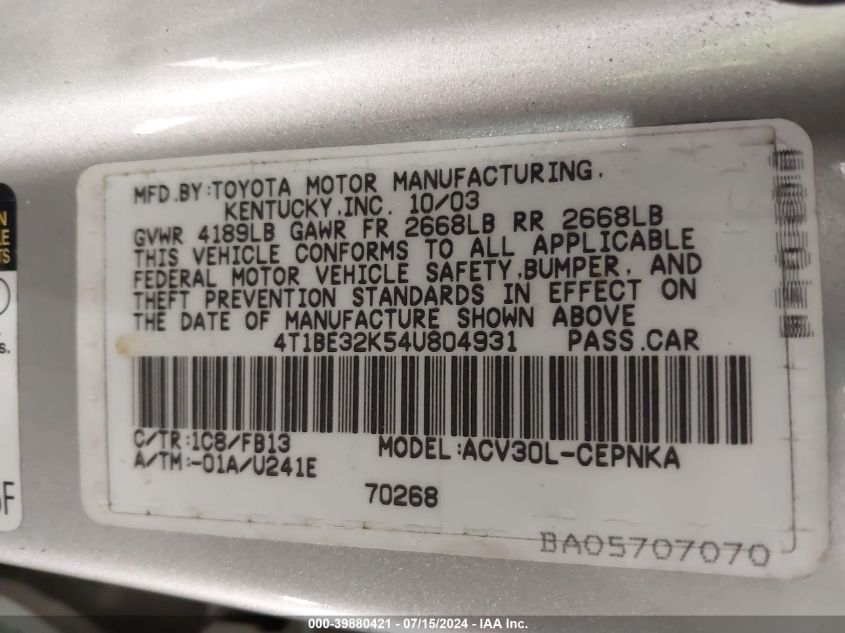 MFD.BY:TOYOTA MOTOR MANUFACTURING,
KENTUCKY,INC. 10/03
GVWR 4189LB GAWR FR 2668LB RR 2668LB
THIS VEHICLE CONFORMS TO ALL APPLICABLE
FEDERAL MOTOR VEHICLE SAFETY,BUMPER, AND
THEFT PREVENTION STANDARDS IN EFFECT ON
THE DATE OF MANUFACTURE SHOWN ABOVE
4T1BE32K54U804931 PASS.CAR
C/TR:1C8/FB13 MODEL:ACV30L-CEPNKA
A/TM:-01A/U241E
70268
BA05707070
000-39880421 - 07/15/2024 - IAA Inc.